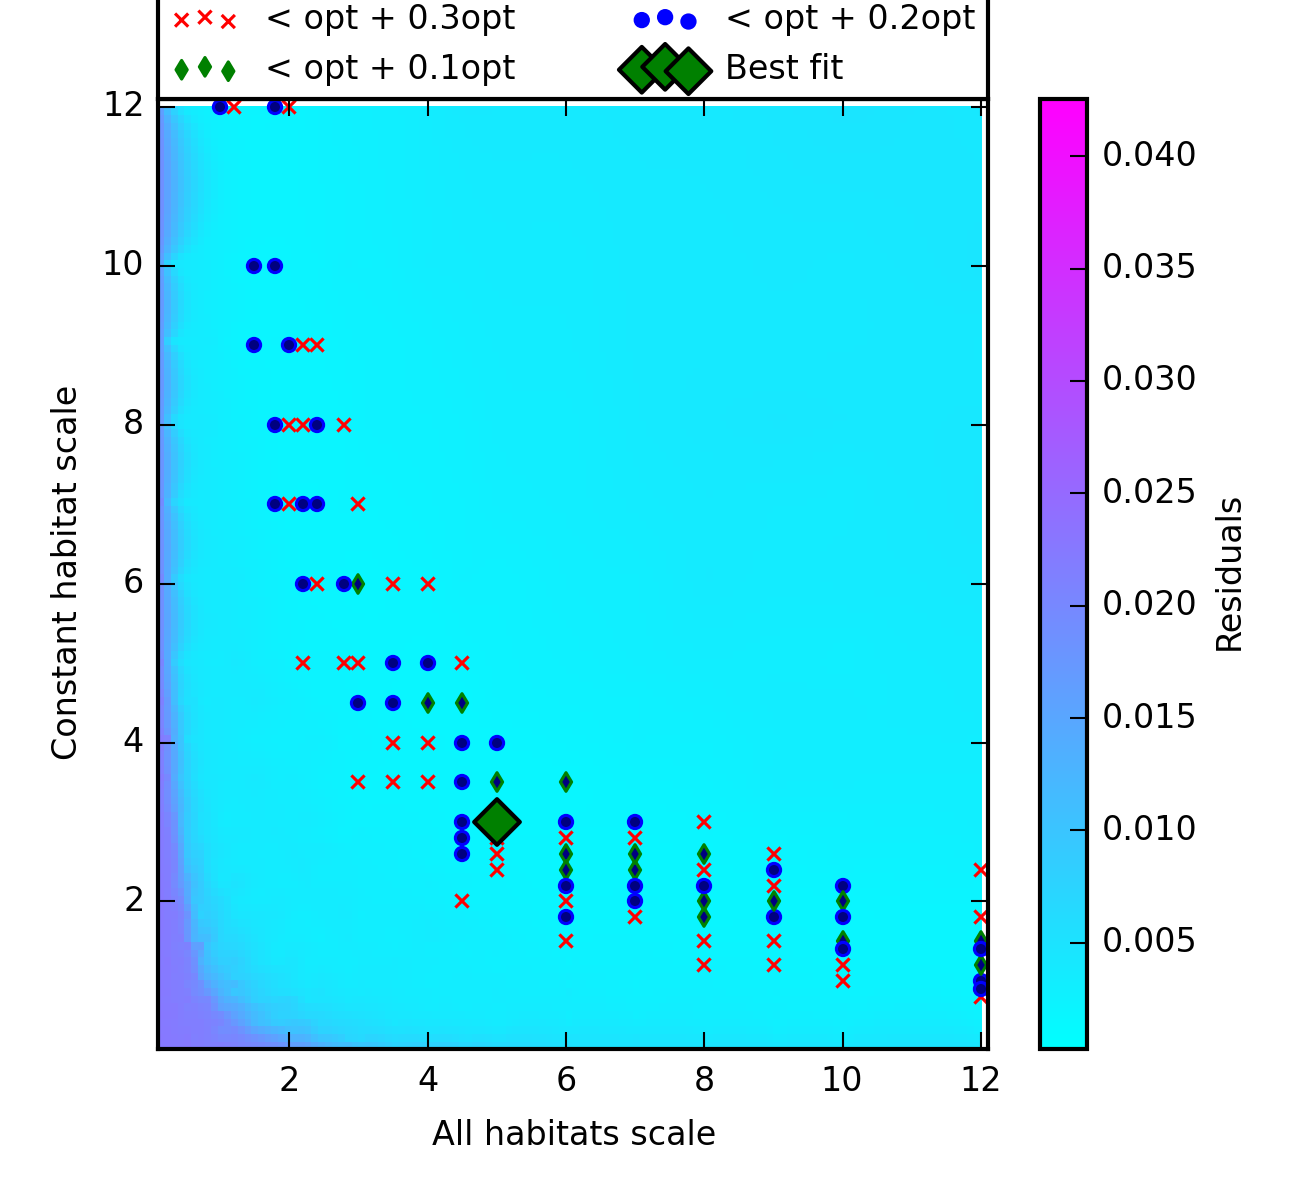 < opt + 0.3opt
< opt + 0.2opt
< opt + 0.1opt
Best fit
12
10
8
6
4
2
Constant habitat scale
2
4
6
8
10
12
All habitats scale
0.040
0.035
0.030
0.025
0.020
0.015
0.010
0.005
Residuals